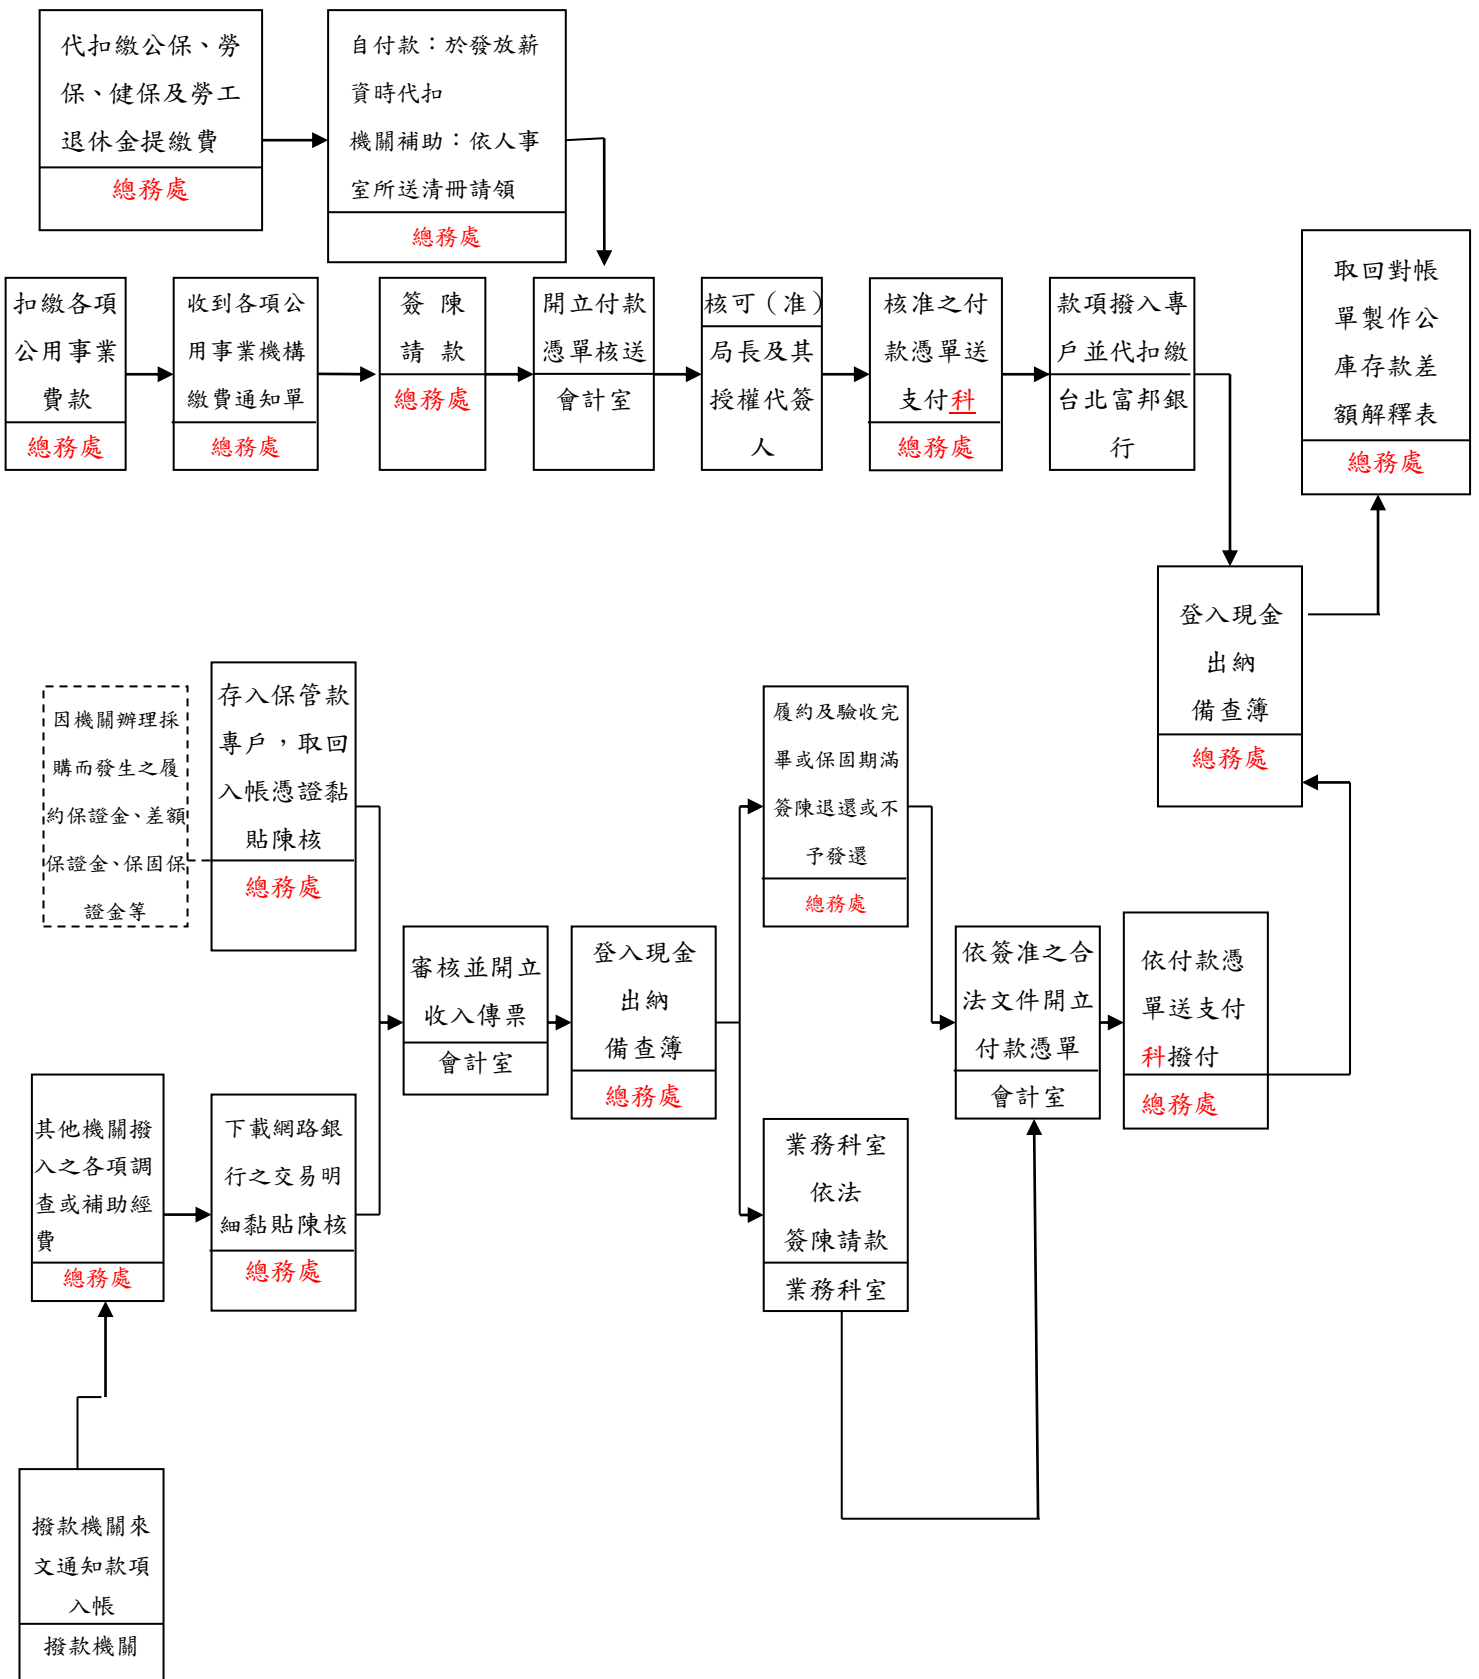 代扣繳公保、勞
保、健保及勞工
退休金提繳費
總務處
自付款：於發放薪
資時代扣
機關補助：依人事
室所送清冊請領
總務處
扣繳各項
公用事業
費款
總務處
收到各項公
用事業機構
繳費通知單
總務處
簽 陳
請 款
總務處
開立付款
憑單核送
會計室
核可（准）
局長及其
授權代簽
人
核准之付
款憑單送
支付科
總務處
款項撥入專
戶並代扣繳
台北富邦銀
行
取回對帳
單製作公
庫存款差
額解釋表
總務處
登入現金
出納
備查簿
總務處
因機關辦理採
購而發生之履
約保證金、差額
保證金、保固保
證金等
存入保管款
專戶，取回
入帳憑證黏
貼陳核
總務處
審核並開立
收入傳票
會計室
登入現金
出納
備查簿
總務處
履約及驗收完
畢或保固期滿
簽陳退還或不
予發還
總務處
依簽准之合
法文件開立
付款憑單
會計室
依付款憑
單送支付
科撥付
總務處
其他機關撥
入之各項調
查或補助經
費
總務處
下載網路銀
行之交易明
細黏貼陳核
總務處
業務科室
依法
簽陳請款
業務科室
撥款機關來
文通知款項
入帳
撥款機關